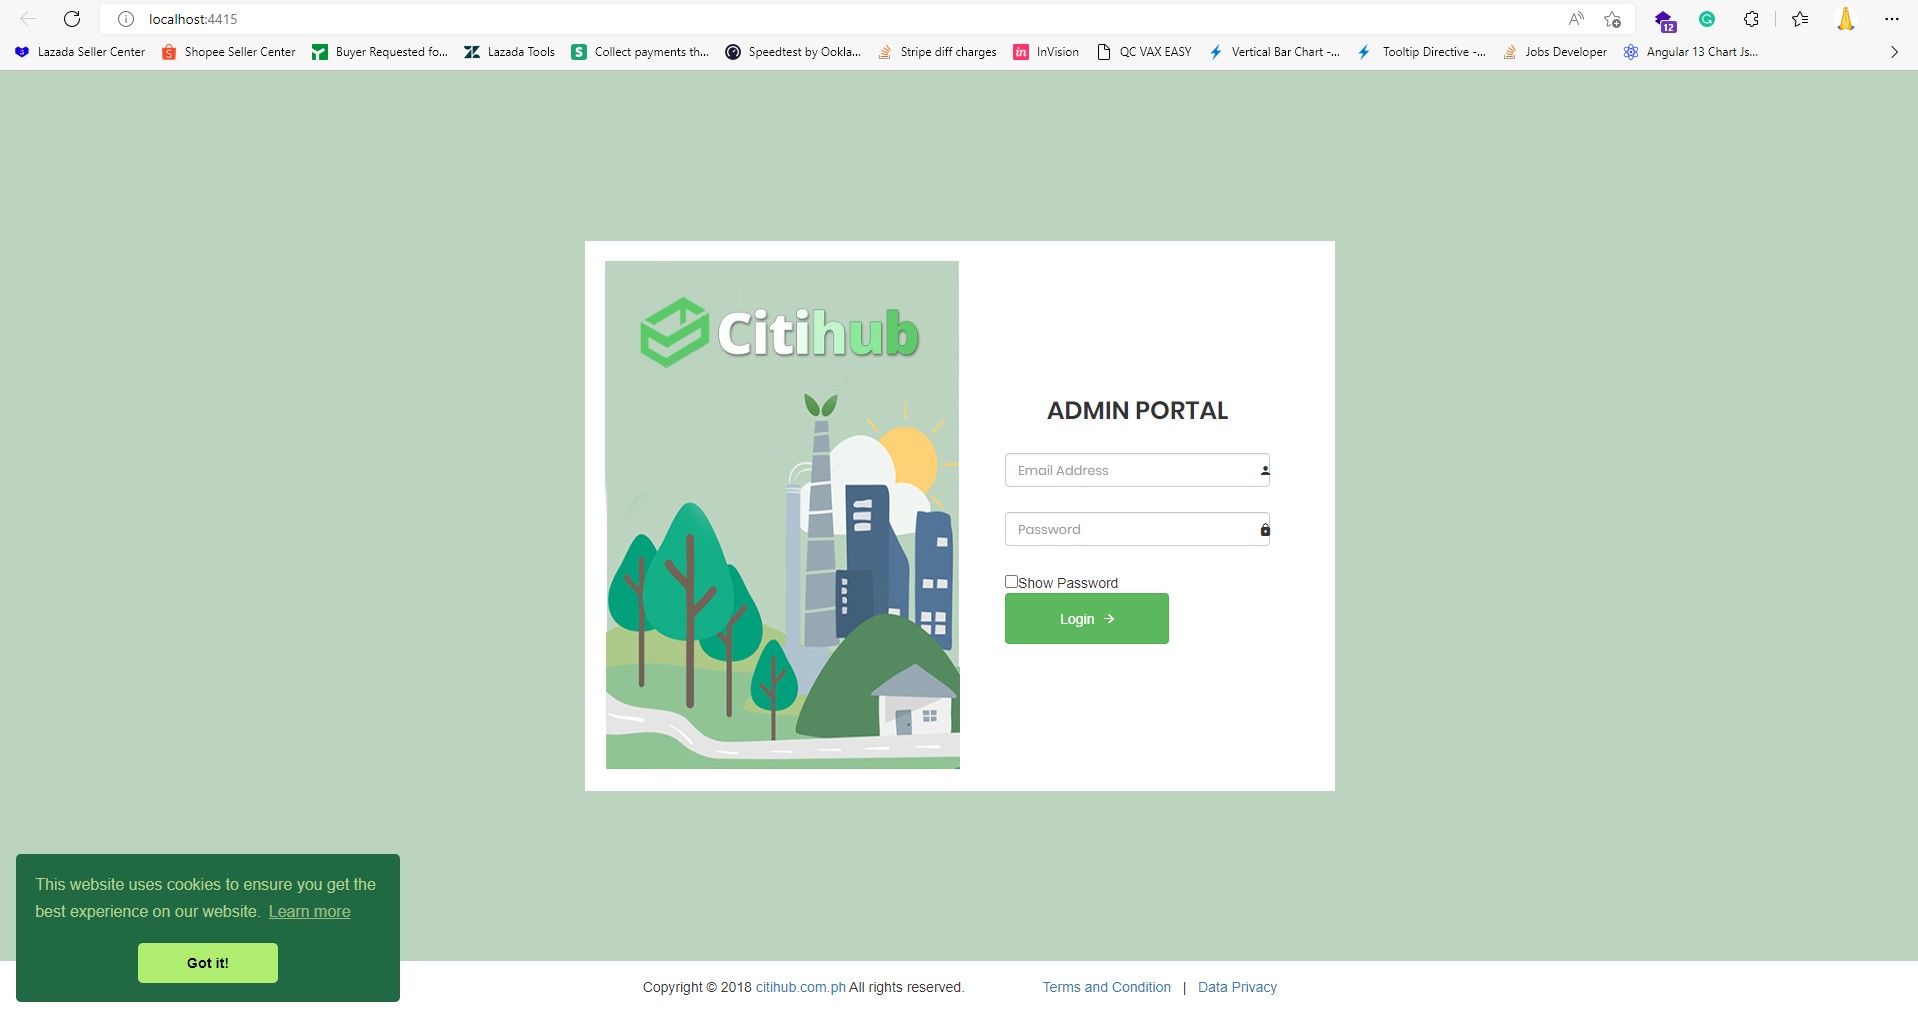 localhost:4415
12
Lazada Seller Center Shopee Seller Center Buyer Requested fo... Lazada Tools Collect payments th... Speedtest by Ookla... Stripe diff charges InVision QC VAX EASY Vertical Bar Chart -... Tooltip Directive -... Jobs Developer Angular 13 Chart Js...
Citihub
ADMIN PORTAL
Email Address
Password
Show Password
Login →
This website uses cookies to ensure you get the
best experience on our website. Learn more
Got it!
Copyright © 2018 citihub.com.ph All rights reserved. Terms and Condition | Data Privacy